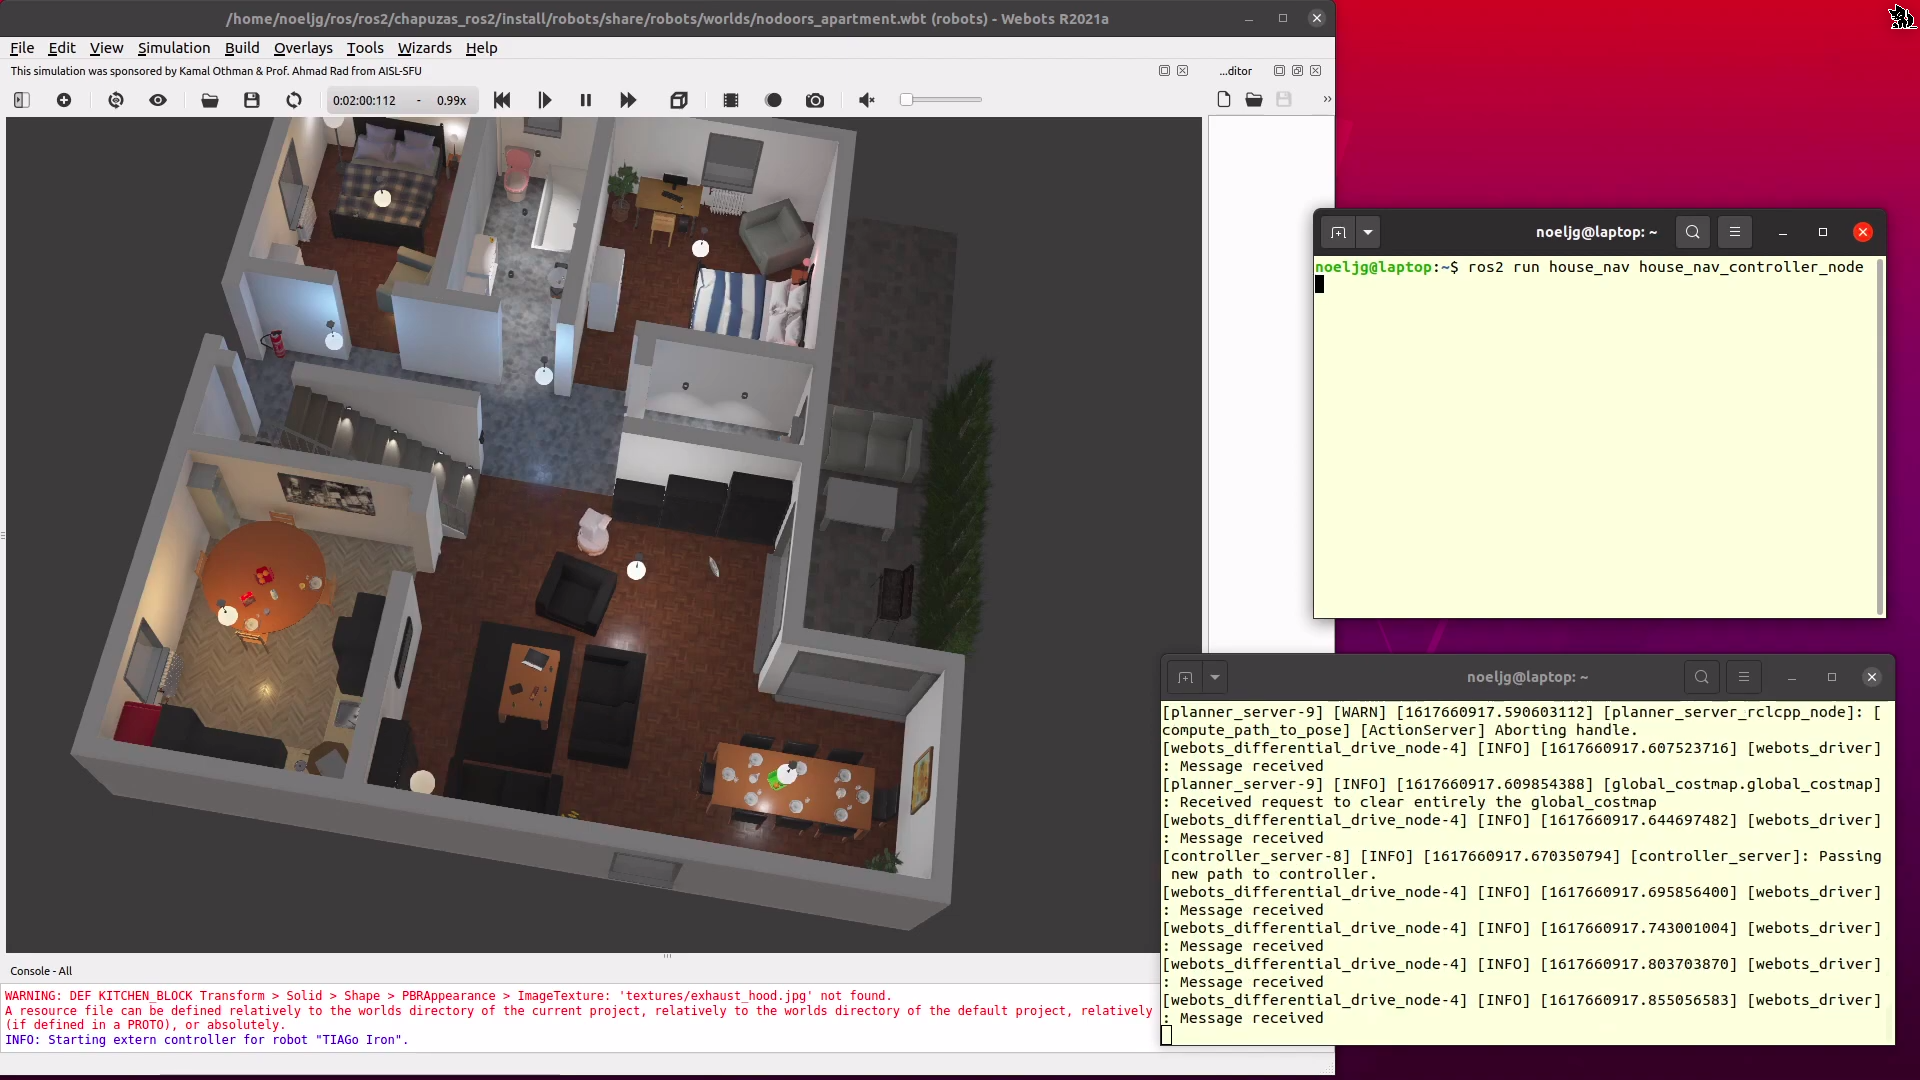 /home/noeljg/ros/ros2/chapuzas_ros2/install/robots/share/robots/worlds/nodoors_apartment.wbt (robots) - Webots R2021a
File Edit View Simulation Build Overlays Tools Wizards Help
This simulation was sponsored by Kamal Othman & Prof. Ahmad Rad from AISL-SFU
...ditor
0:02:00:112 - 0.99x
noeljg@laptop: ~
noeljg@laptop:~$ ros2 run house_nav house_nav_controller_node
noeljg@laptop: ~
[planner_server-9] [WARN] [1617660917.590603112] [planner_server_rclcpp_node]: [
compute_path_to_pose] [ActionServer] Aborting handle.
[webots_differential_drive_node-4] [INFO] [1617660917.607523716] [webots_driver]
: Message received
[planner_server-9] [INFO] [1617660917.609854388] [global_costmap.global_costmap]
: Received request to clear entirely the global_costmap
[webots_differential_drive_node-4] [INFO] [1617660917.644697482] [webots_driver]
: Message received
[controller_server-8] [INFO] [1617660917.670350794] [controller_server]: Passing
new path to controller.
[webots_differential_drive_node-4] [INFO] [1617660917.695856400] [webots_driver]
: Message received
[webots_differential_drive_node-4] [INFO] [1617660917.743001004] [webots_driver]
: Message received
[webots_differential_drive_node-4] [INFO] [1617660917.803703870] [webots_driver]
: Message received
[webots_differential_drive_node-4] [INFO] [1617660917.855056583] [webots_driver]
: Message received
Console - All
WARNING: DEF KITCHEN_BLOCK Transform > Solid > Shape > PBRAppearance > ImageTexture: 'textures/exhaust_hood.jpg' not found.
A resource file can be defined relatively to the worlds directory of the current project, relatively to the worlds directory of the default project, relatively
(if defined in a PROTO), or absolutely.
INFO: Starting extern controller for robot "TIAGo Iron".